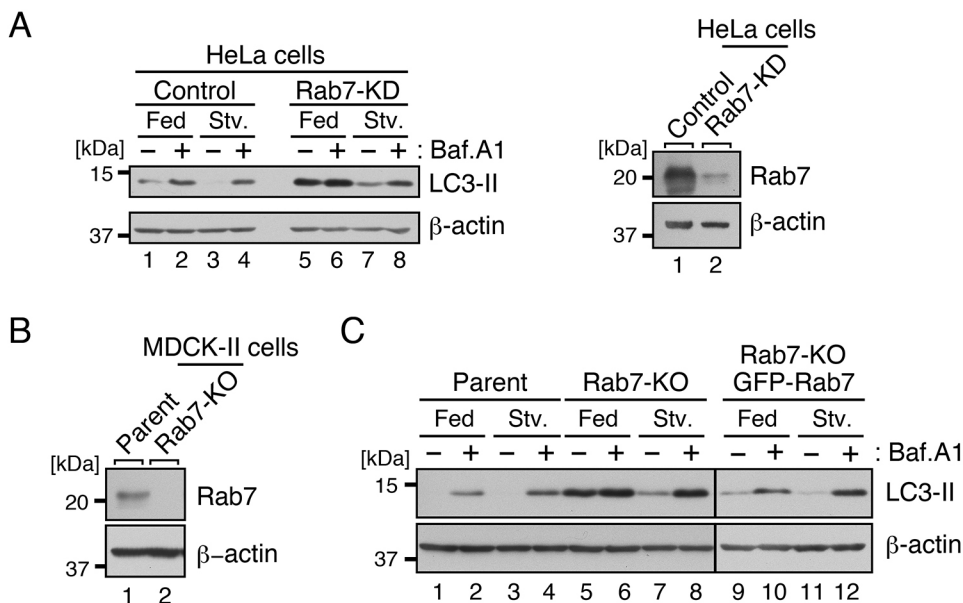 A
HeLa cells
Control Rab7-KD
Fed Stv. Fed Stv.
[kDa] – + – + – + – + : Baf.A1
15 LC3-II
37 β-actin
1 2 3 4 5 6 7 8
HeLa cells
Control
Rab7-KD
[kDa]
20 Rab7
37 β-actin
1 2
B
MDCK-II cells
Parent
Rab7-KO
[kDa]
20 Rab7
37 β–actin
1 2
C
Parent Rab7-KO Rab7-KO
GFP-Rab7
Fed Stv. Fed Stv. Fed Stv.
[kDa] – + – + – + – + – + – + : Baf.A1
15 LC3-II
37 β-actin
1 2 3 4 5 6 7 8 9 10 11 12